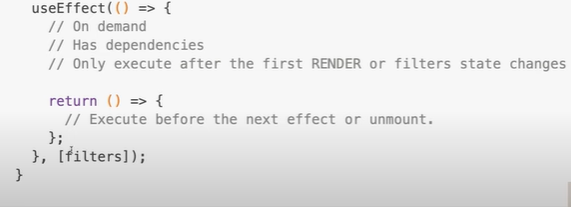 useEffect(() => {
// On demand
// Has dependencies
// Only execute after the first RENDER or filters state changes
return () => {
// Execute before the next effect or unmount.
};
}, [filters]);
}